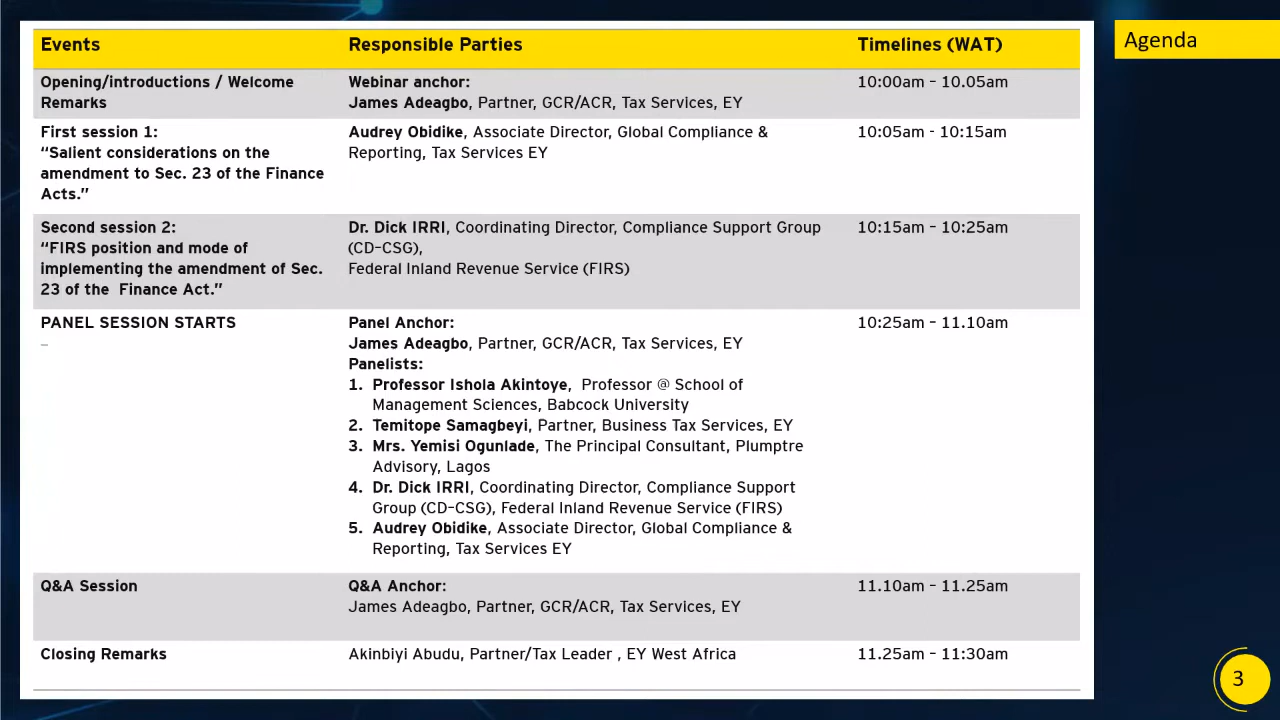 Agenda
Events Responsible Parties Timelines (WAT)
Opening/introductions / Welcome
Remarks
Webinar anchor:
James Adeagbo, Partner, GCR/ACR, Tax Services, EY
10:00am – 10.05am
First session 1:
“Salient considerations on the
amendment to Sec. 23 of the Finance
Acts.”
Audrey Obidike, Associate Director, Global Compliance &
Reporting, Tax Services EY
10:05am - 10:15am
Second session 2:
“FIRS position and mode of
implementing the amendment of Sec.
23 of the Finance Act.”
Dr. Dick IRRI, Coordinating Director, Compliance Support Group
(CD–CSG),
Federal Inland Revenue Service (FIRS)
10:15am – 10:25am
PANEL SESSION STARTS
–
Panel Anchor:
James Adeagbo, Partner, GCR/ACR, Tax Services, EY
Panelists:
1. Professor Ishola Akintoye, Professor @ School of
Management Sciences, Babcock University
2. Temitope Samagbeyi, Partner, Business Tax Services, EY
3. Mrs. Yemisi Ogunlade, The Principal Consultant, Plumptre
Advisory, Lagos
4. Dr. Dick IRRI, Coordinating Director, Compliance Support
Group (CD–CSG), Federal Inland Revenue Service (FIRS)
5. Audrey Obidike, Associate Director, Global Compliance &
Reporting, Tax Services EY
10:25am – 11.10am
Q&A Session
Q&A Anchor:
James Adeagbo, Partner, GCR/ACR, Tax Services, EY
11.10am – 11.25am
Closing Remarks
Akinbiyi Abudu, Partner/Tax Leader , EY West Africa
11.25am – 11:30am
3